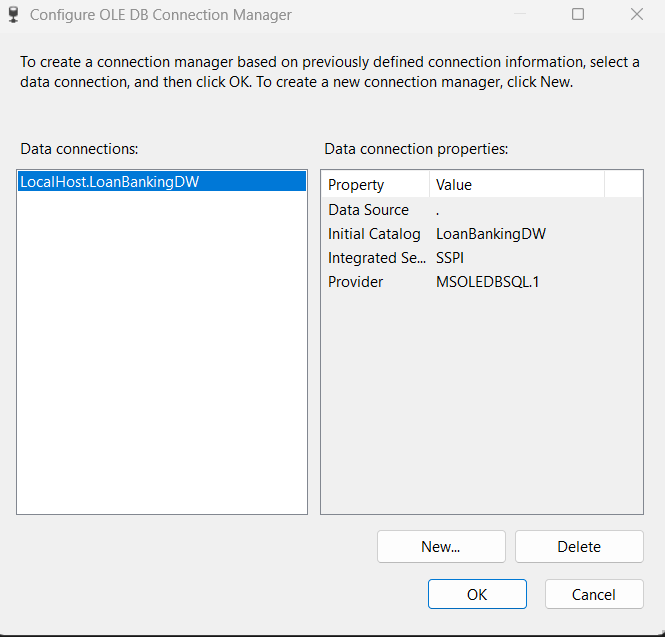 Configure OLE DB Connection Manager
To create a connection manager based on previously defined connection information, select a
data connection, and then click OK. To create a new connection manager, click New.
Data connections:
LocalHost.LoanBankingDW
Data connection properties:
Property Value
Data Source .
Initial Catalog LoanBankingDW
Integrated Se... SSPI
Provider MSOLEDBSQL.1
New... Delete
OK Cancel